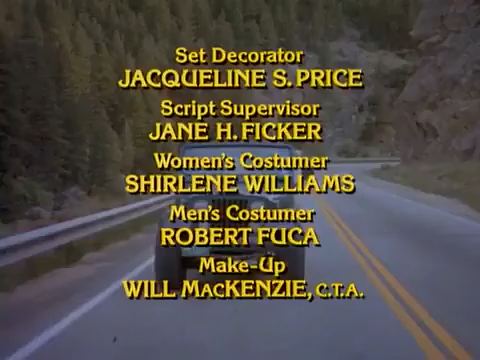 Set Decorator
JACQUELINE S. PRICE
Script Supervisor
JANE H. FICKER
Women's Costumer
SHIRLENE WILLIAMS
Men's Costumer
ROBERT FUCA
Make-Up
WILL MACKENZIE, C.T.A.